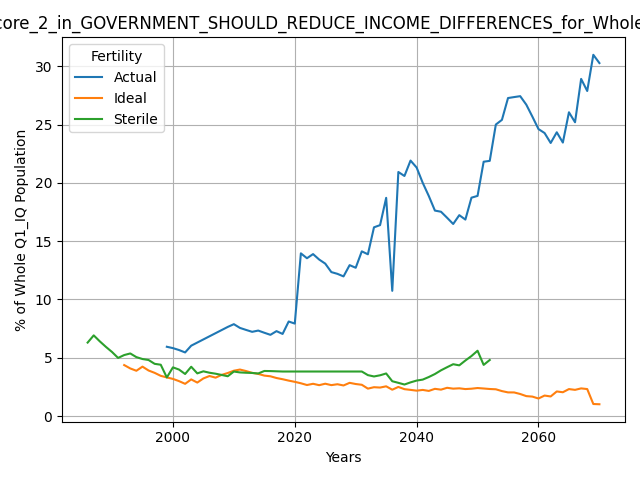 core_2_in_GOVERNMENT_SHOULD_REDUCE_INCOME_DIFFERENCES_for_Whole
Fertility
Actual
Ideal
Sterile
% of Whole Q1_IQ Population
30
25
20
15
10
5
0
2000 2020 2040 2060
Years